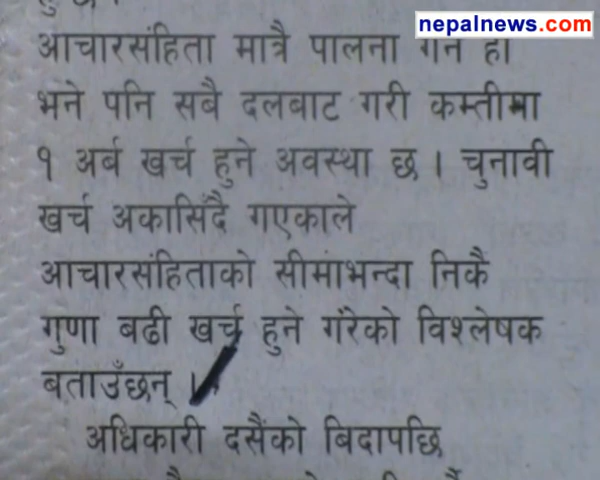 nepalnews.com
आचारसंहिता मात्रै पालना गर्ने हो
भने पनि सबै दलबाट गरी कम्तीमा
१ अर्ब खर्च हुने अवस्था छ । चुनावी
खर्च अकासिँदै गएकाले
आचारसंहिताको सीमाभन्दा निकै
गुणा बढी खर्च हुने गरेको विश्लेषक
बताउँछन् ।
अधिकारी दसैंको बिदापछि